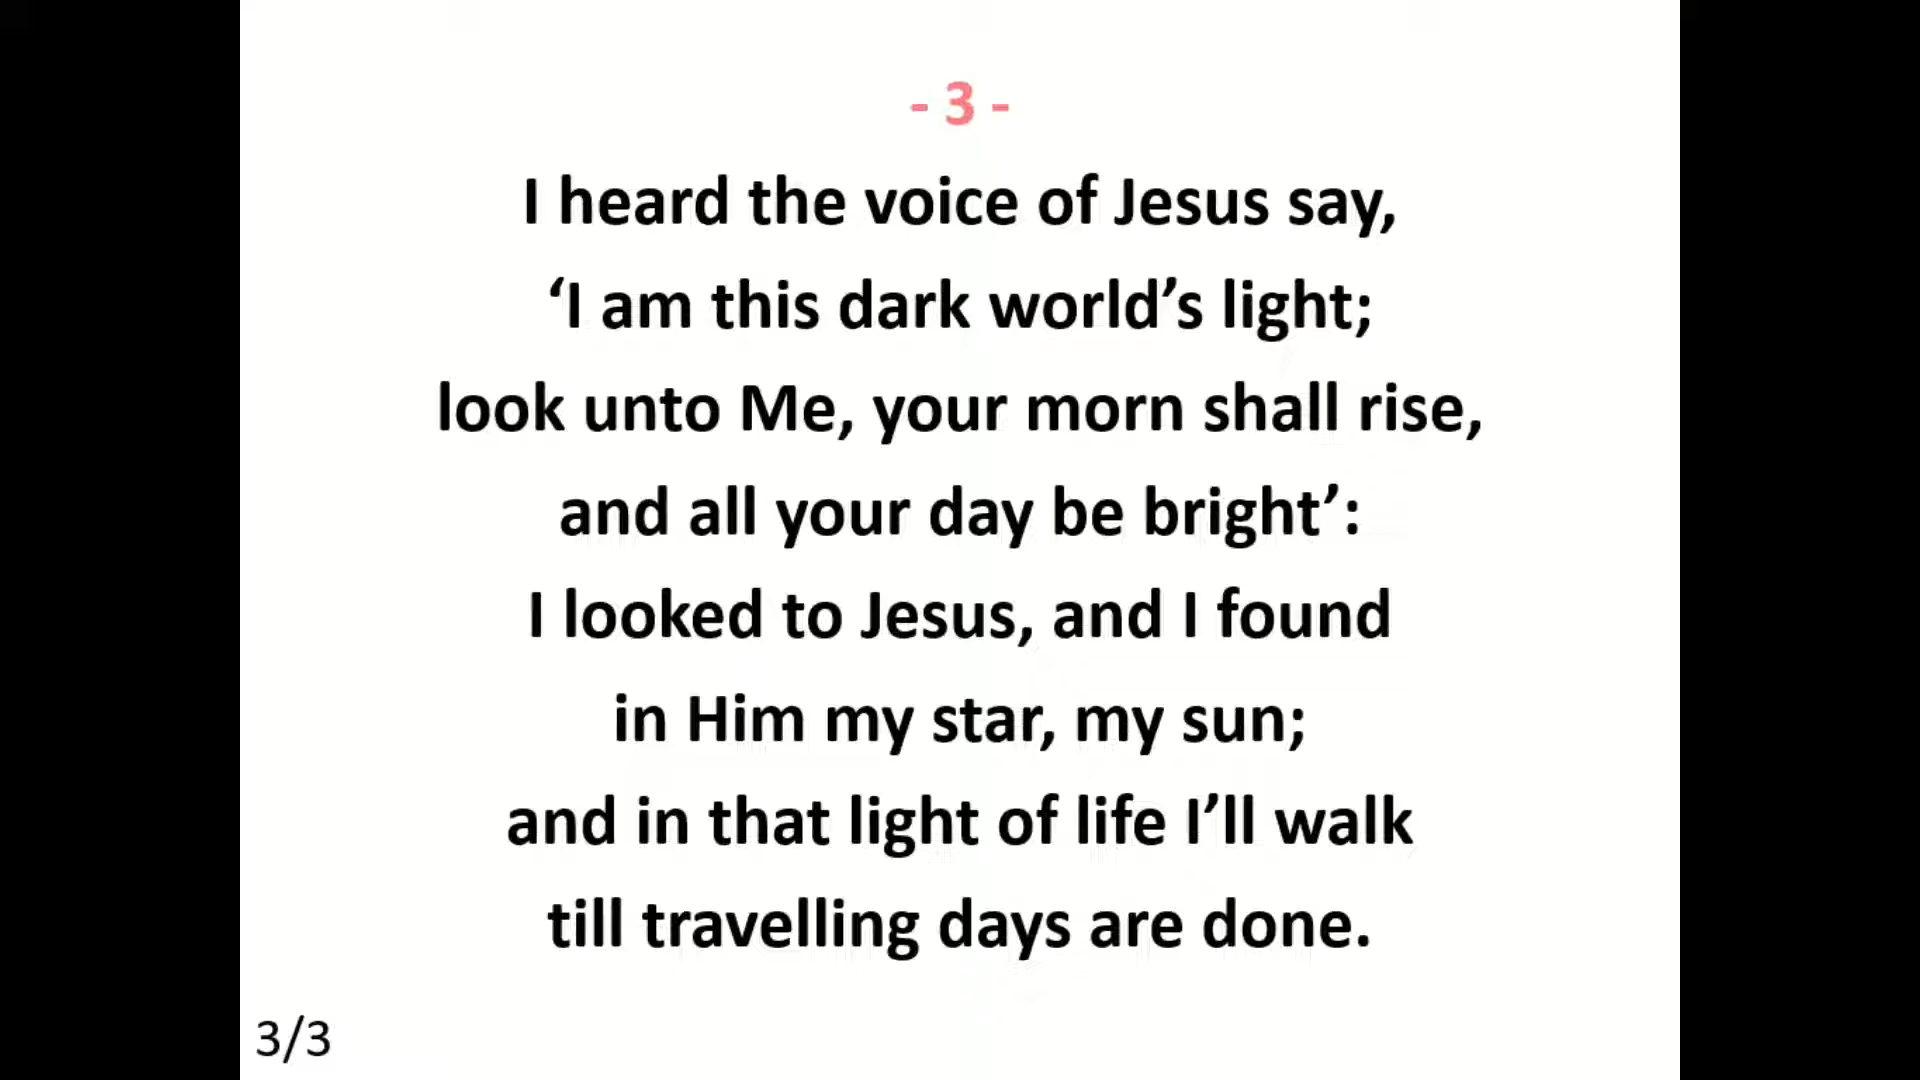 - 3 -
I heard the voice of Jesus say,
‘I am this dark world’s light;
look unto Me, your morn shall rise,
and all your day be bright’:
I looked to Jesus, and I found
in Him my star, my sun;
and in that light of life I’ll walk
till travelling days are done.
3/3